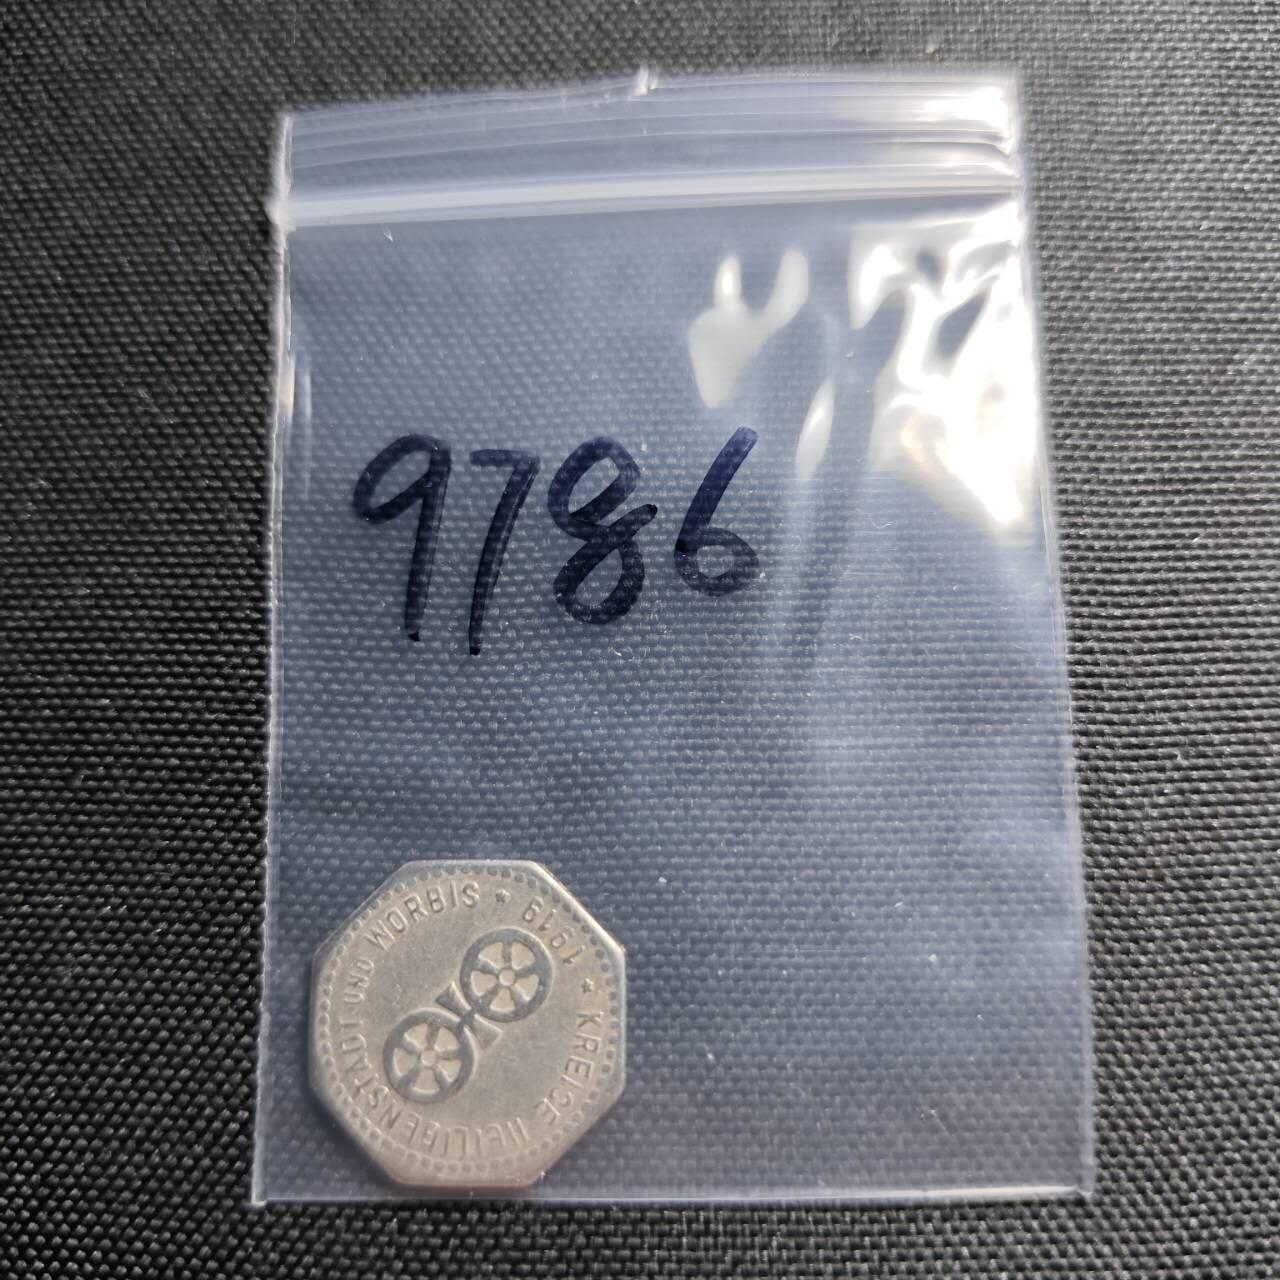 9786
KREISE HEILIGENSTADT UND WORBIS * 1919 *